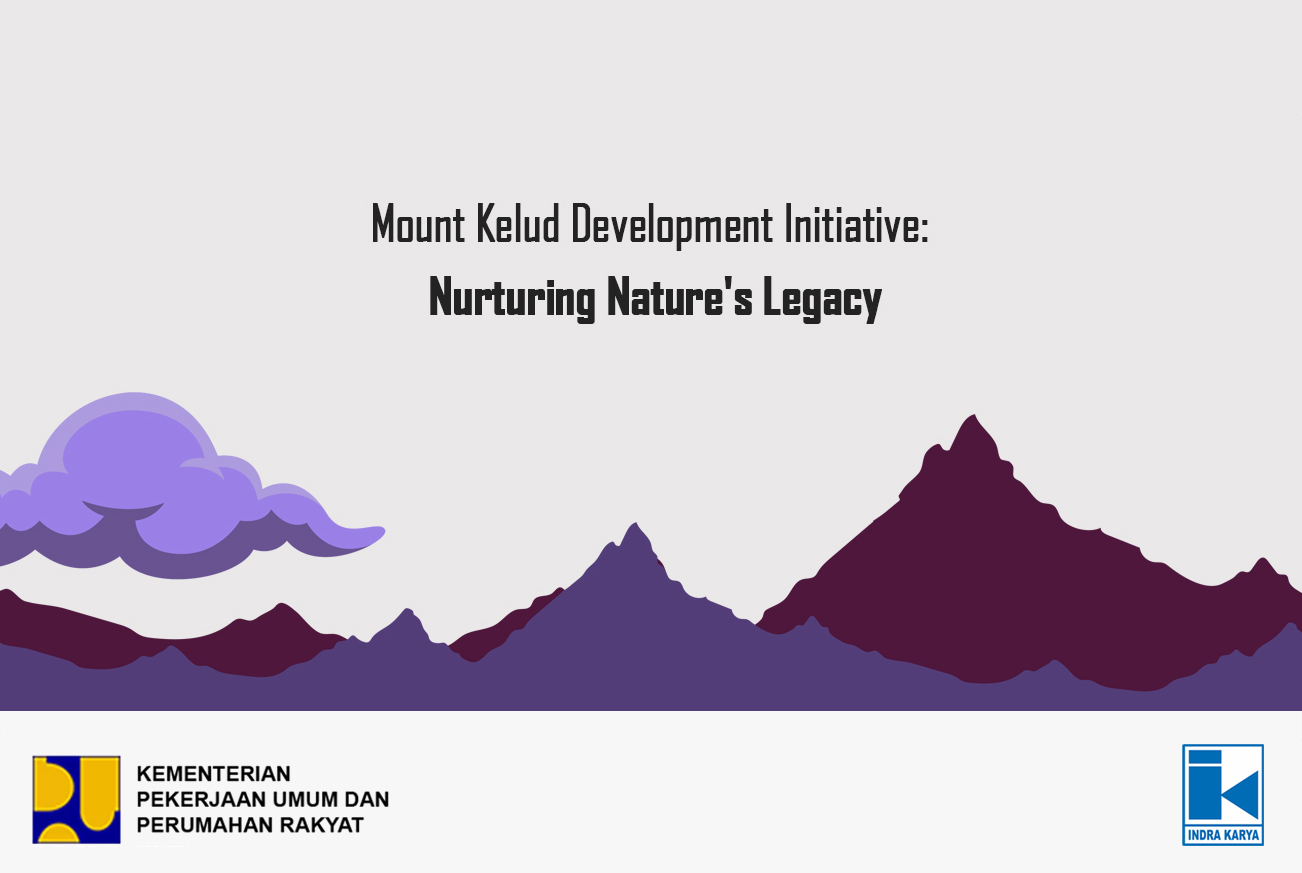 Mount Kelud Development Initiative:
Nurturing Nature's Legacy
KEMENTERIAN
PEKERJAAN UMUM DAN
PERUMAHAN RAKYAT
INDRA KARYA